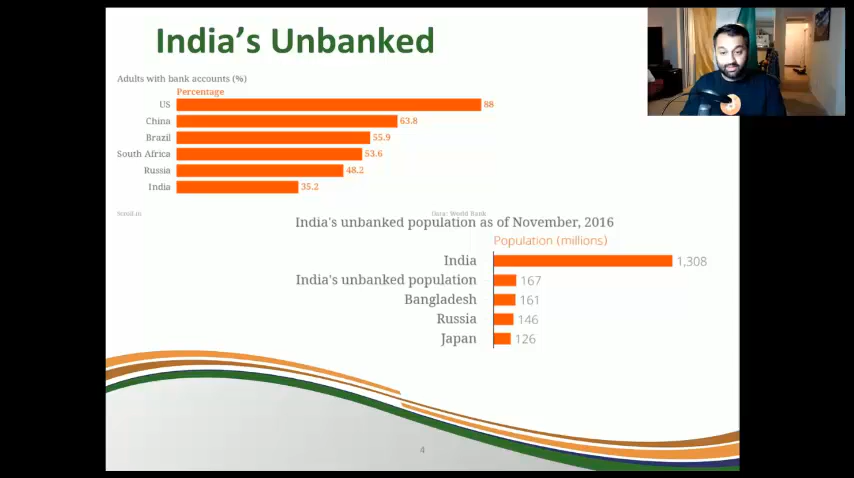 India's Unbanked
Adults with bank accounts (%)
Percentage
US 88
China 63.8
Brazil 55.9
South Africa 53.6
Russia 48.2
India 35.2
Data: World Bank
India's unbanked population as of November, 2016
Population (millions)
India 1,308
India's unbanked population 167
Bangladesh 161
Russia 146
Japan 126
4